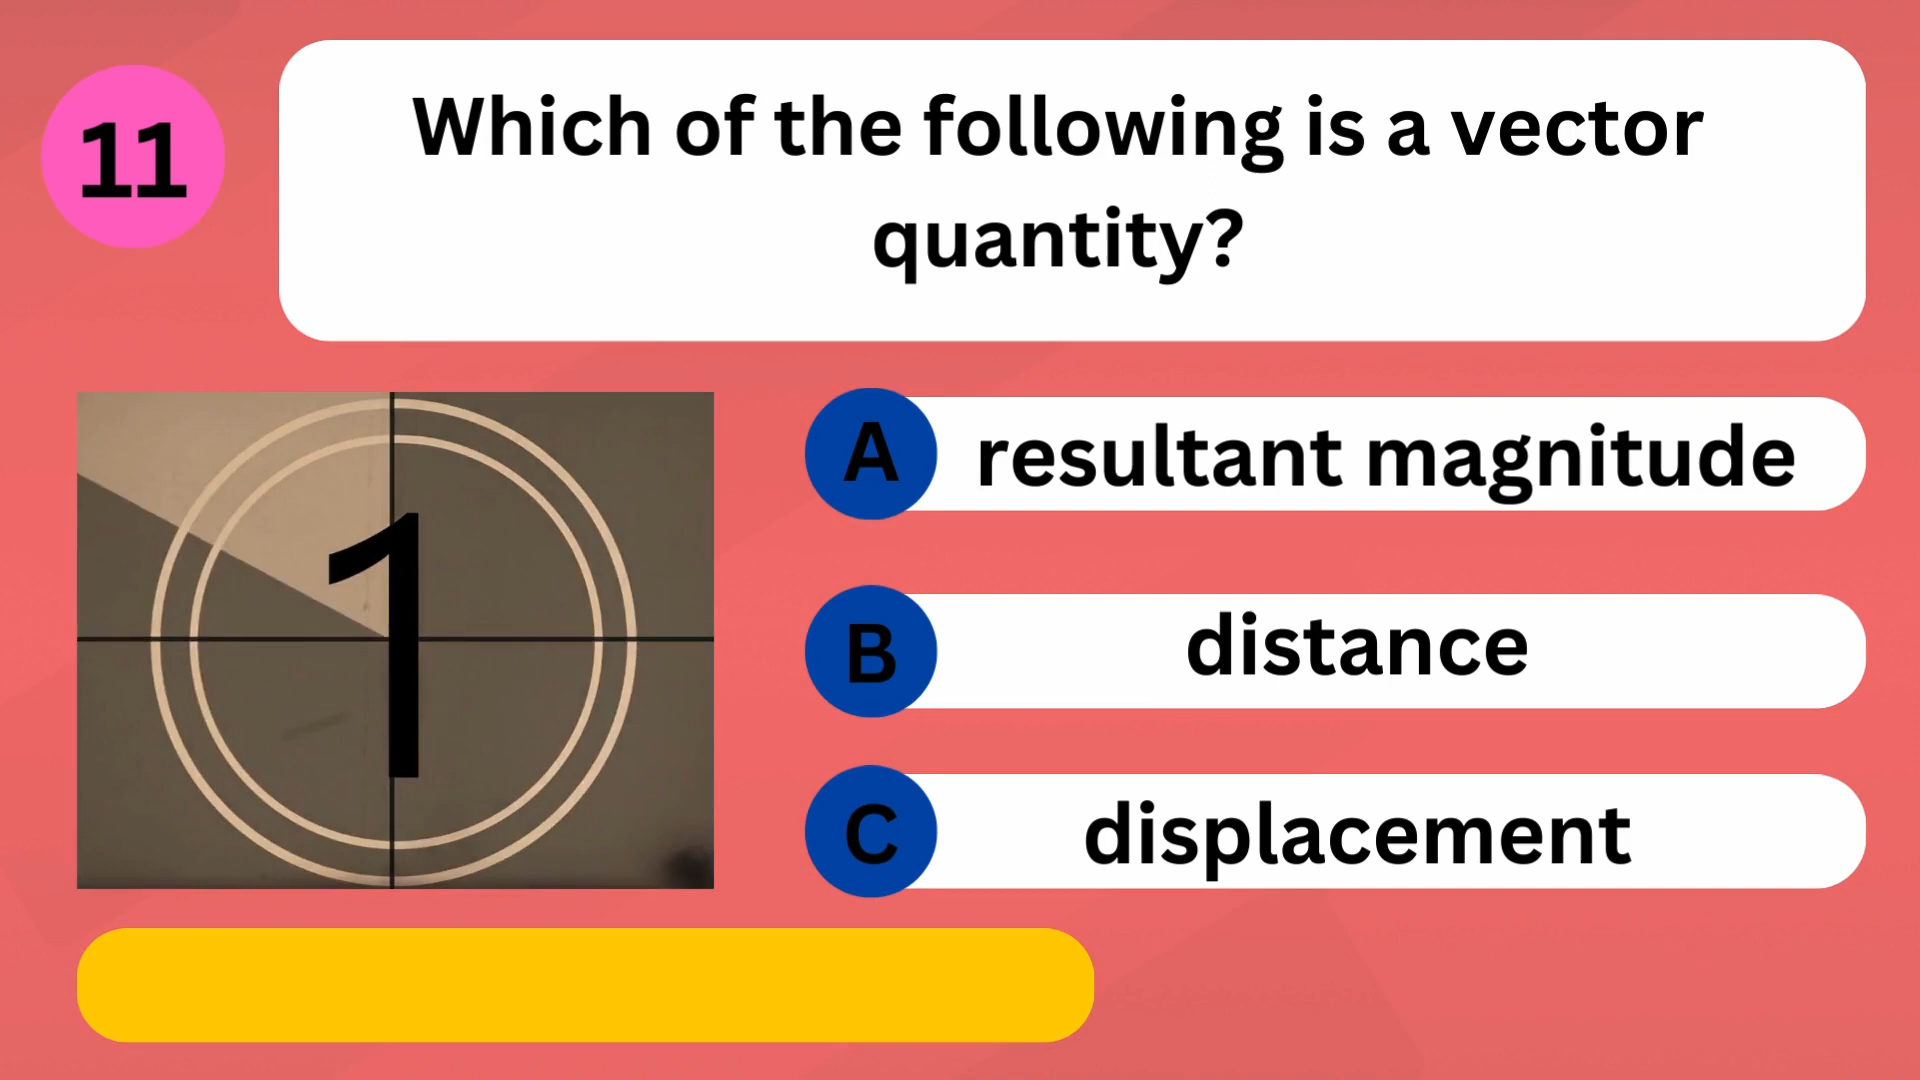 11
Which of the following is a vector
quantity?
1
A resultant magnitude
B distance
C displacement